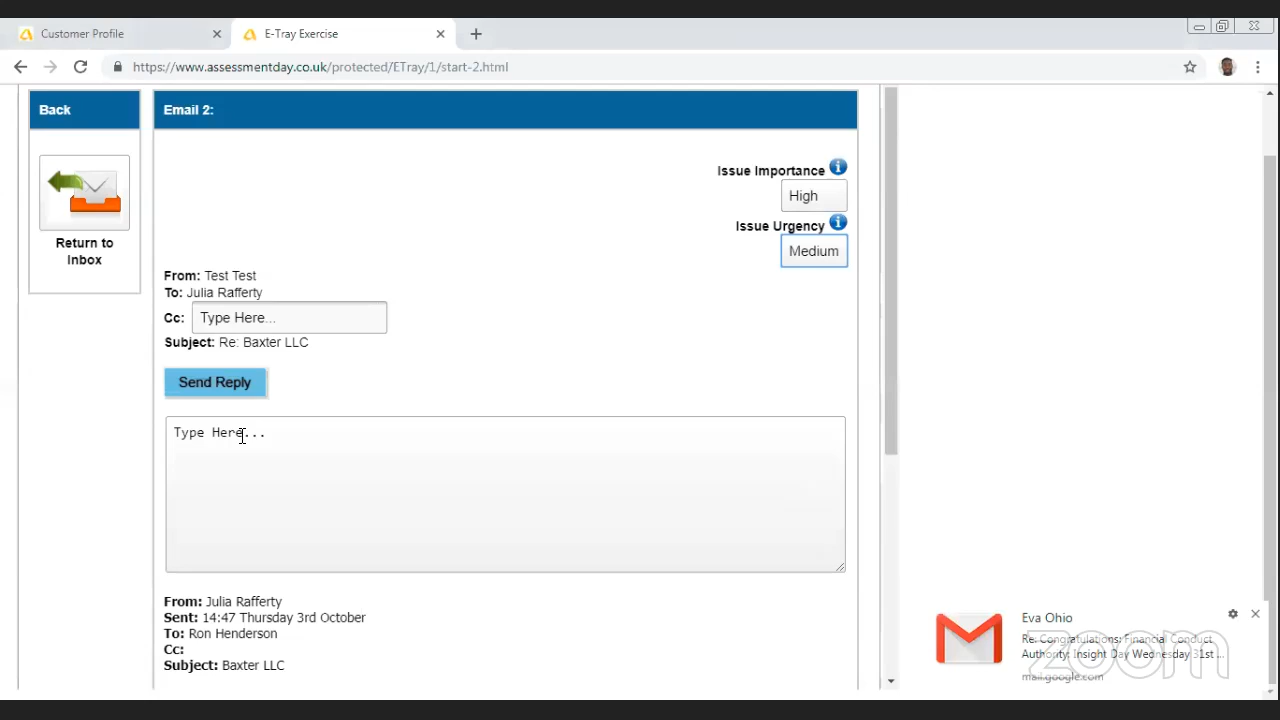 Customer Profile
E-Tray Exercise
https://www.assessmentday.co.uk/protected/ETray/1/start-2.html
Back
Email 2:
Return to
Inbox
Issue Importance
High
Issue Urgency
Medium
From: Test Test
To: Julia Rafferty
Cc: Type Here...
Subject: Re: Baxter LLC
Send Reply
Type Here...
From: Julia Rafferty
Sent: 14:47 Thursday 3rd October
To: Ron Henderson
Cc:
Subject: Baxter LLC
Eva Ohio
Re: Congratulations: Financial Conduct
Authority: Insight Day Wednesday 31st ...
mail.google.com
zoom